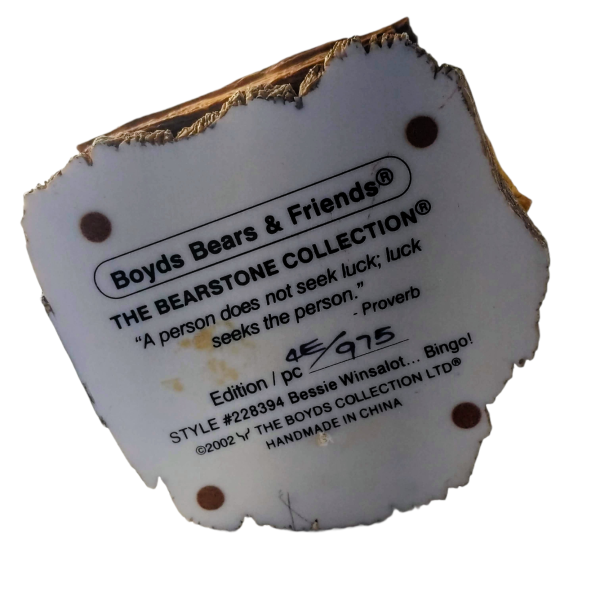 Boyds Bears & Friends®
THE BEARSTONE COLLECTION®
"A person does not seek luck; luck
seeks the person."
- Proverb
Edition / pc 4E/975
STYLE #228394 Bessie Winsalot... Bingo!
©2002 THE BOYDS COLLECTION LTD®
HANDMADE IN CHINA